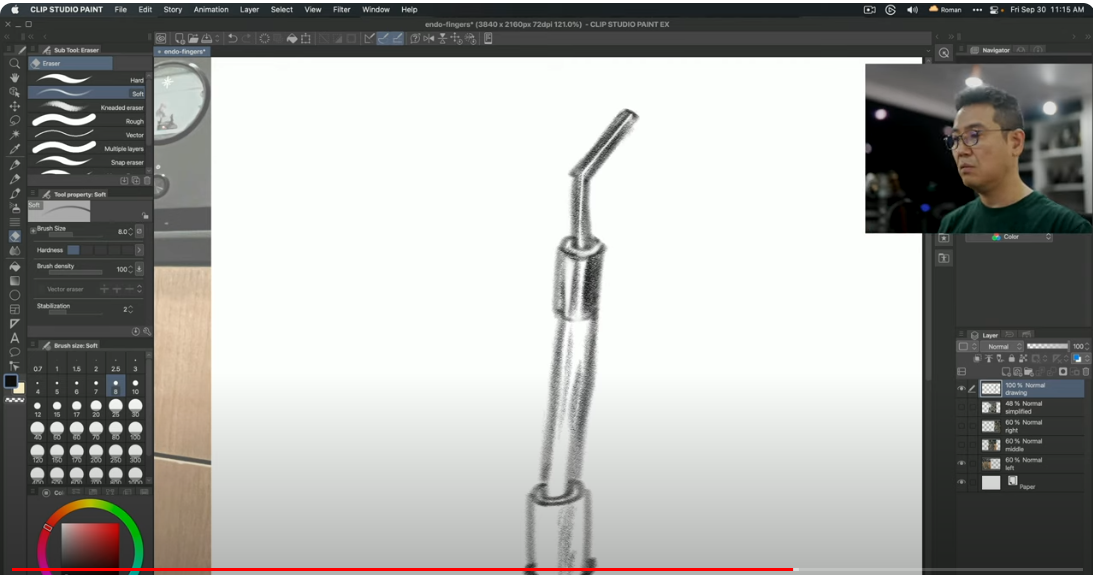 CLIP STUDIO PAINT File Edit Story Animation Layer Select View Filter Window Help
Roman Fri Sep 30 11:15 AM
endo-fingers* (3840 x 2160px 72dpi 121.0%) - CLIP STUDIO PAINT EX
Sub Tool: Eraser
endo-fingers*
Navigator
Eraser
Hard
Soft
Kneaded eraser
Rough
Vector
Multiple layers
Snap eraser
Tool property: Soft
Soft
Brush Size 8.0
Hardness
Brush density 100
Vector eraser
Stabilization 2
Color
Brush size: Soft
0.7 1 1.5 2 2.5 3
4 5 6 7 8 10
12 15 17 20 25 30
40 50 60 70 80 100
120 150 170 200 250 300
Layer
Normal 100
100 % Normal
drawing
48 % Normal
simplified
60 % Normal
right
60 % Normal
middle
60 % Normal
left
Paper